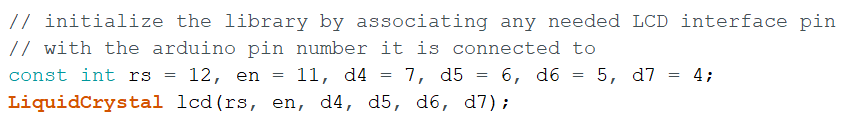 // initialize the library by associating any needed LCD interface pin
// with the arduino pin number it is connected to
const int rs = 12, en = 11, d4 = 7, d5 = 6, d6 = 5, d7 = 4;
LiquidCrystal lcd(rs, en, d4, d5, d6, d7);